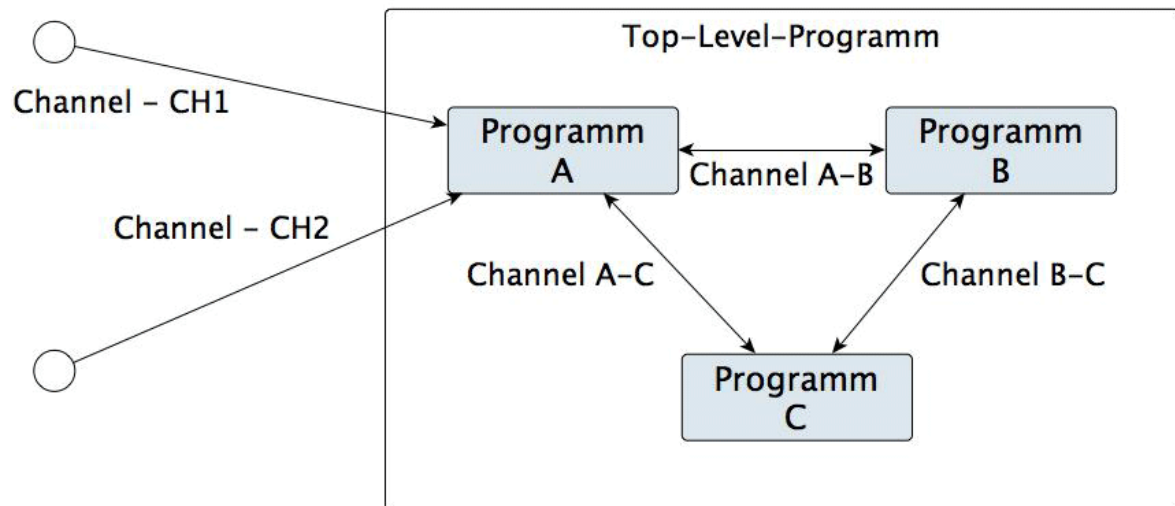 Top-Level-Programm
Channel - CH1
Programm
A
Channel A-B
Programm
B
Channel - CH2
Channel A-C
Channel B-C
Programm
C